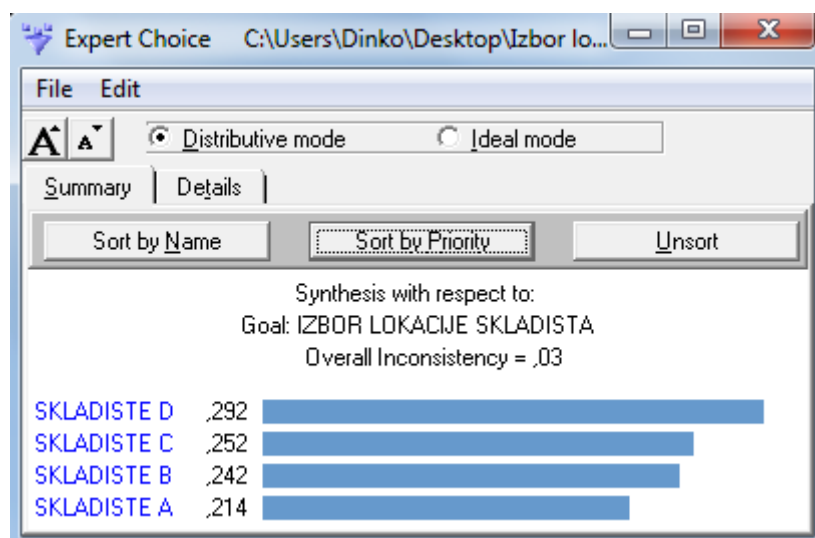 Expert Choice C:\Users\Dinko\Desktop\Izbor lo...
File Edit
A A Distributive mode Ideal mode
Summary Details
Sort by Name Sort by Priority Unsort
Synthesis with respect to:
Goal: IZBOR LOKACIJE SKLADISTA
Overall Inconsistency = ,03
SKLADISTE D ,292
SKLADISTE C ,252
SKLADISTE B ,242
SKLADISTE A ,214